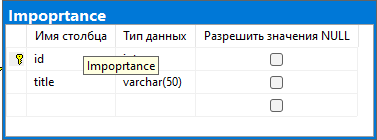 Impoprtance
Имя столбца Тип данных Разрешить значения NULL
id
Impoprtance
title varchar(50)